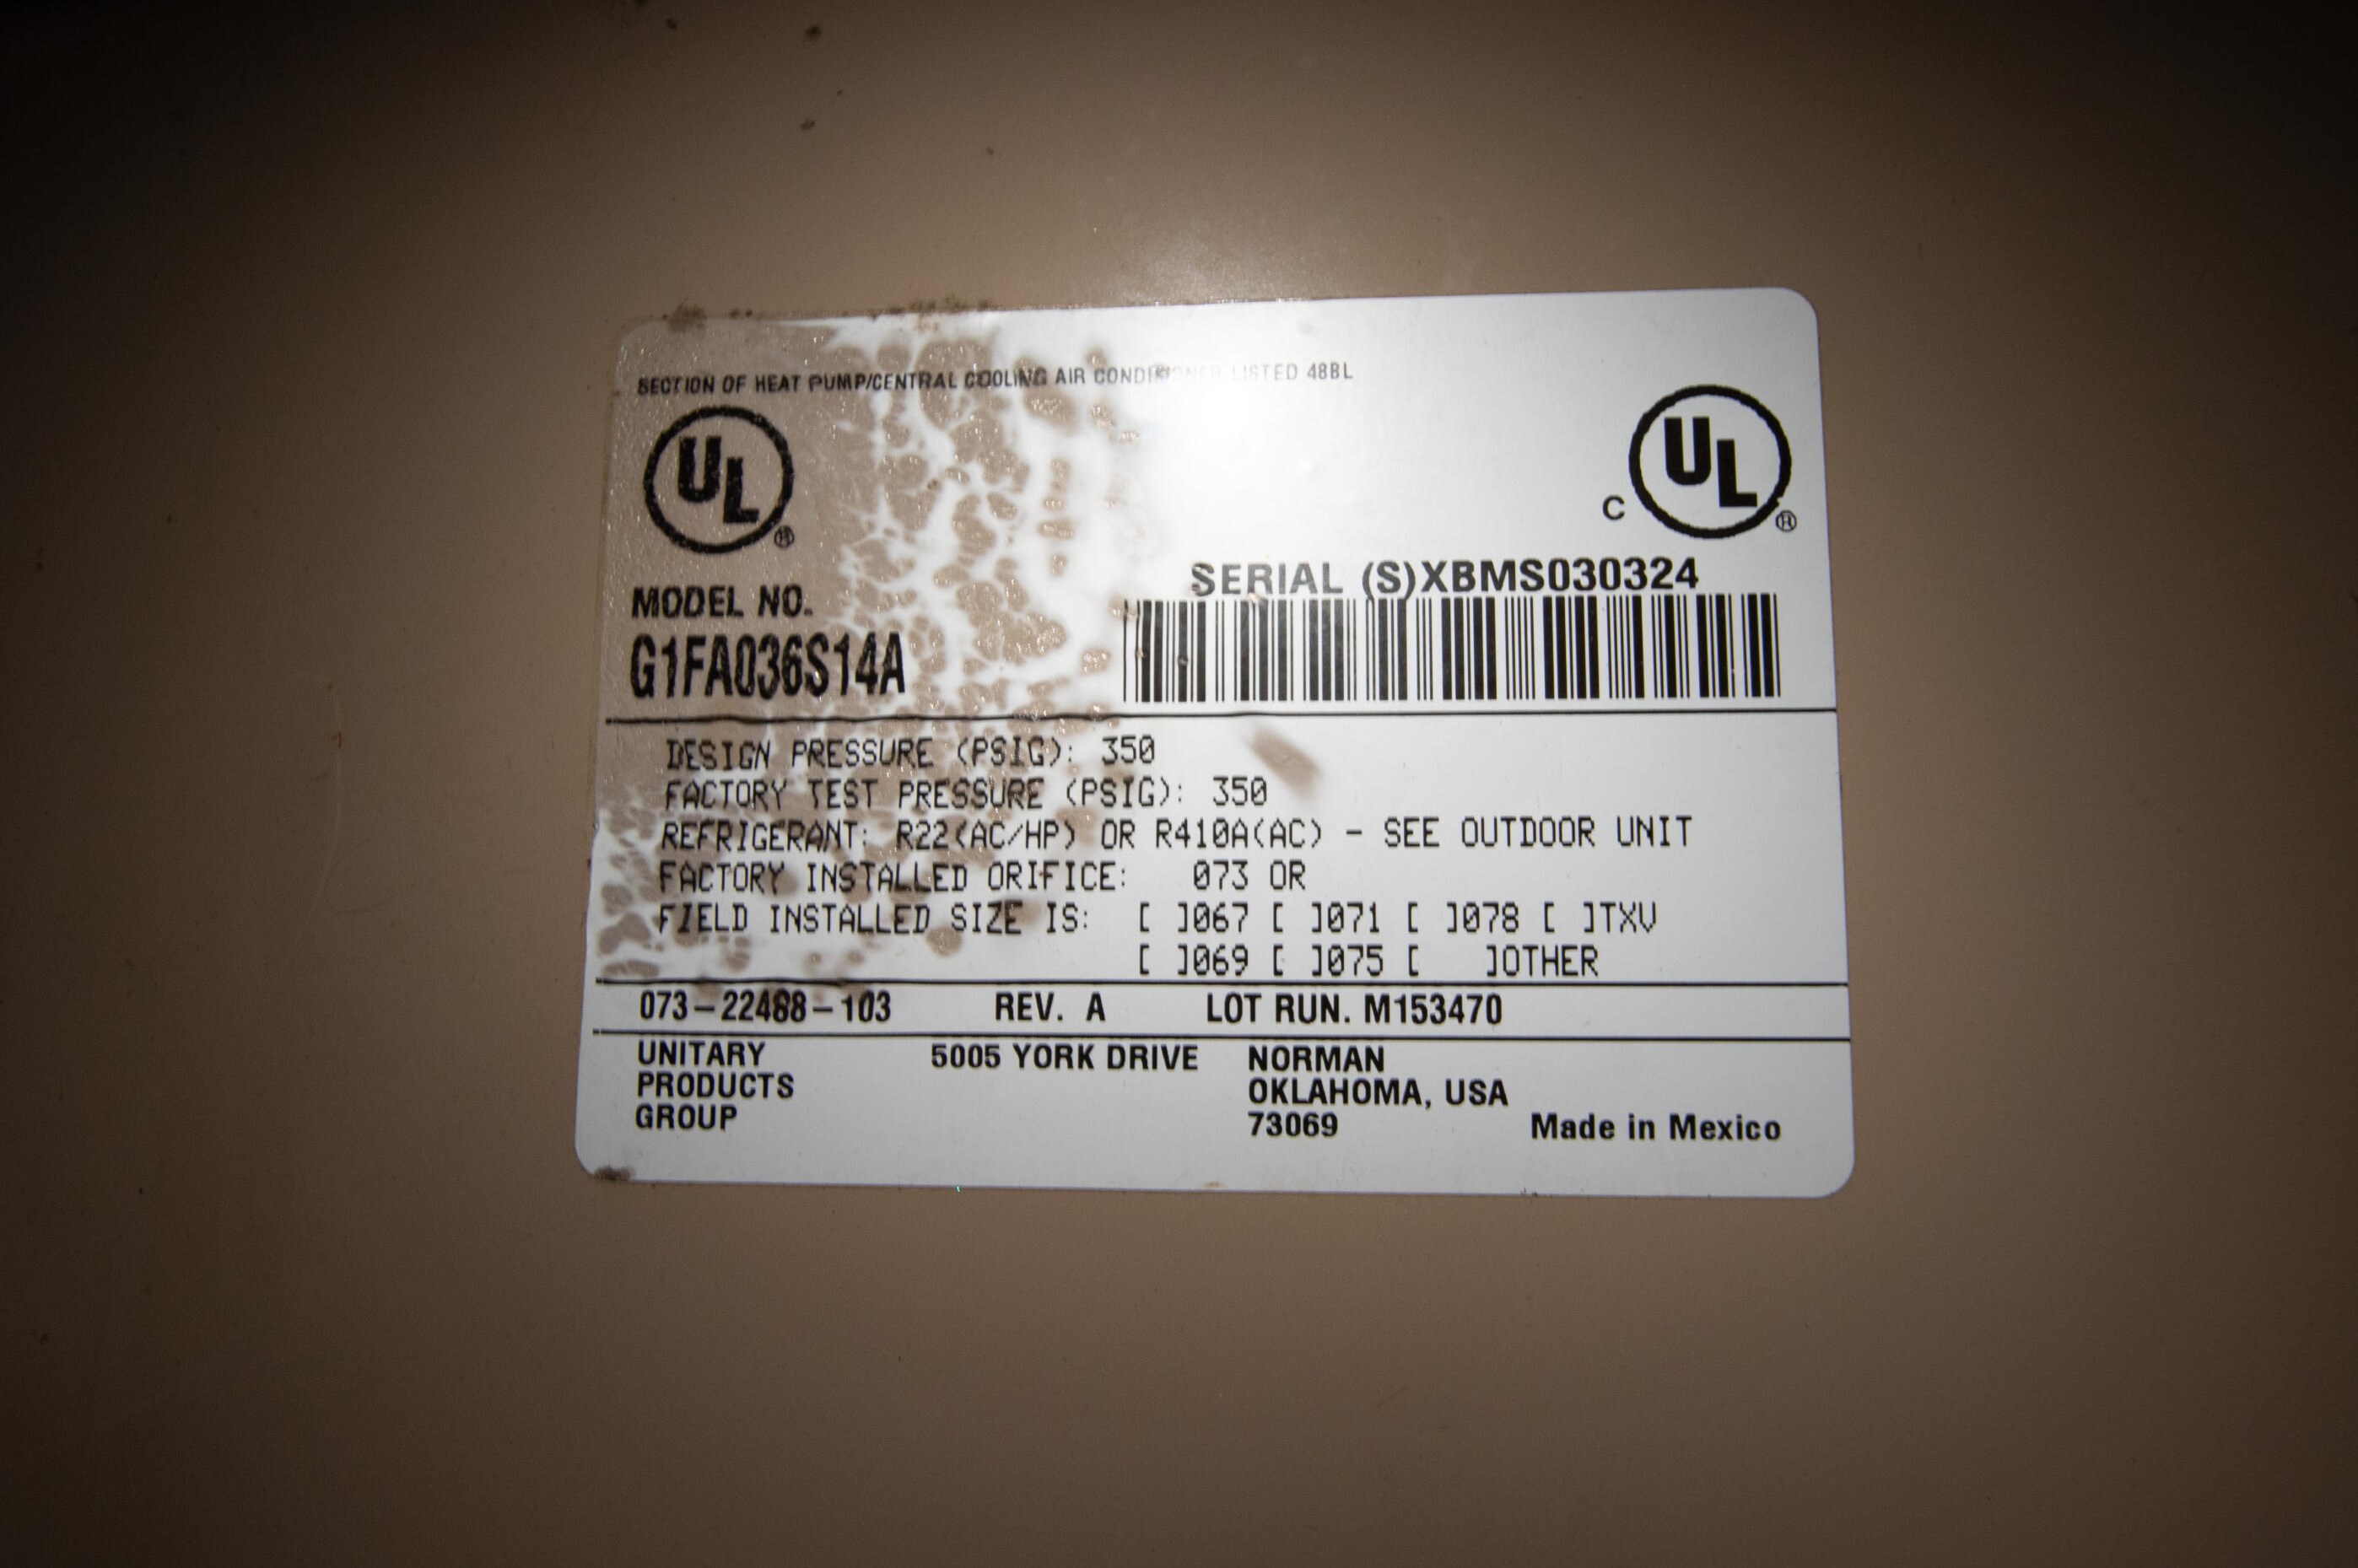 SECTION OF HEAT PUMP/CENTRAL COOLING AIR CONDITIONER LISTED 48BL
UL ®
C UL ®
SERIAL (S)XBMS030324
MODEL NO.
G1FA036S14A
DESIGN PRESSURE (PSIG): 350
FACTORY TEST PRESSURE (PSIG): 350
REFRIGERANT: R22(AC/HP) OR R410A(AC) - SEE OUTDOOR UNIT
FACTORY INSTALLED ORIFICE: 073 OR
FIELD INSTALLED SIZE IS: [ ]067 [ ]071 [ ]078 [ ]TXV
[ ]069 [ ]075 [ ]OTHER
073-22488-103 REV. A LOT RUN. M153470
UNITARY 5005 YORK DRIVE NORMAN
PRODUCTS OKLAHOMA, USA
GROUP 73069 Made in Mexico